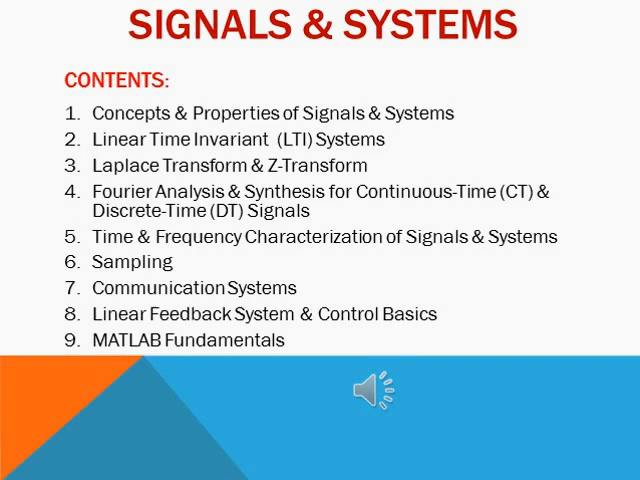 SIGNALS & SYSTEMS
CONTENTS:
1. Concepts & Properties of Signals & Systems
2. Linear Time Invariant (LTI) Systems
3. Laplace Transform & Z-Transform
4. Fourier Analysis & Synthesis for Continuous-Time (CT) &
Discrete-Time (DT) Signals
5. Time & Frequency Characterization of Signals & Systems
6. Sampling
7. Communication Systems
8. Linear Feedback System & Control Basics
9. MATLAB Fundamentals